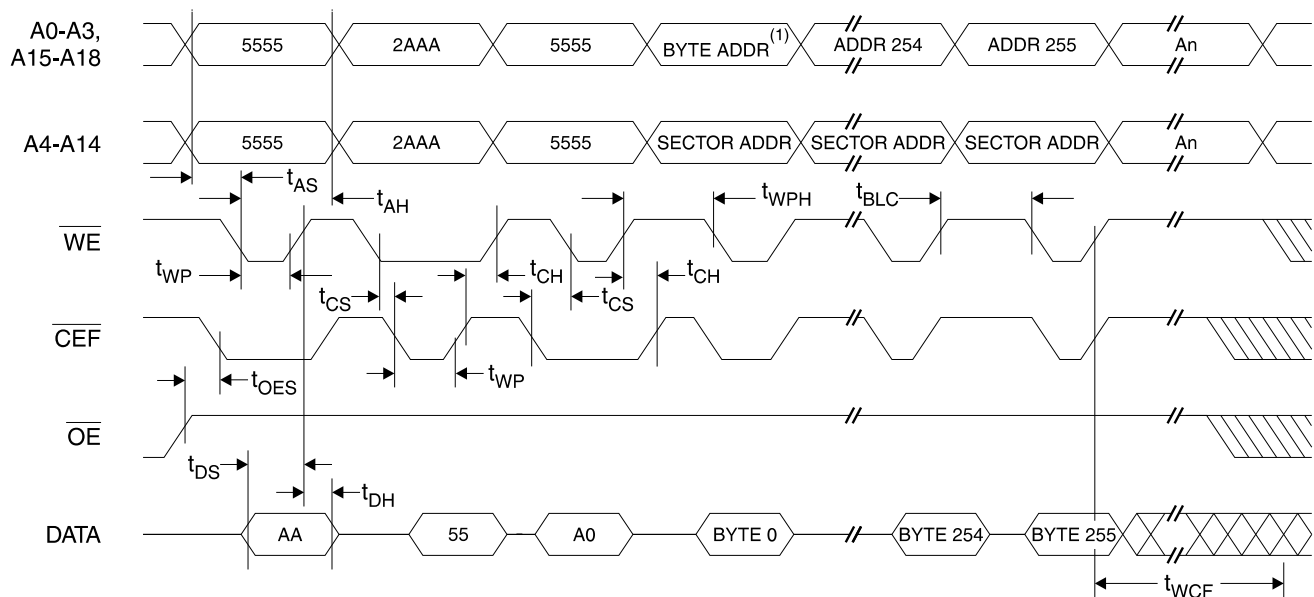 A0-A3,
A15-A18
5555
2AAA
5555
BYTE ADDR(1)
ADDR 254
ADDR 255
An
A4-A14
5555
2AAA
5555
SECTOR ADDR
SECTOR ADDR
SECTOR ADDR
An
tAS
tAH
tWPH
tBLC
WE
tWP
tCS
tCH
tCS
tCH
CEF
tOES
tWP
OE
tDS
tDH
DATA
AA
55
A0
BYTE 0
BYTE 254
BYTE 255
tWCF